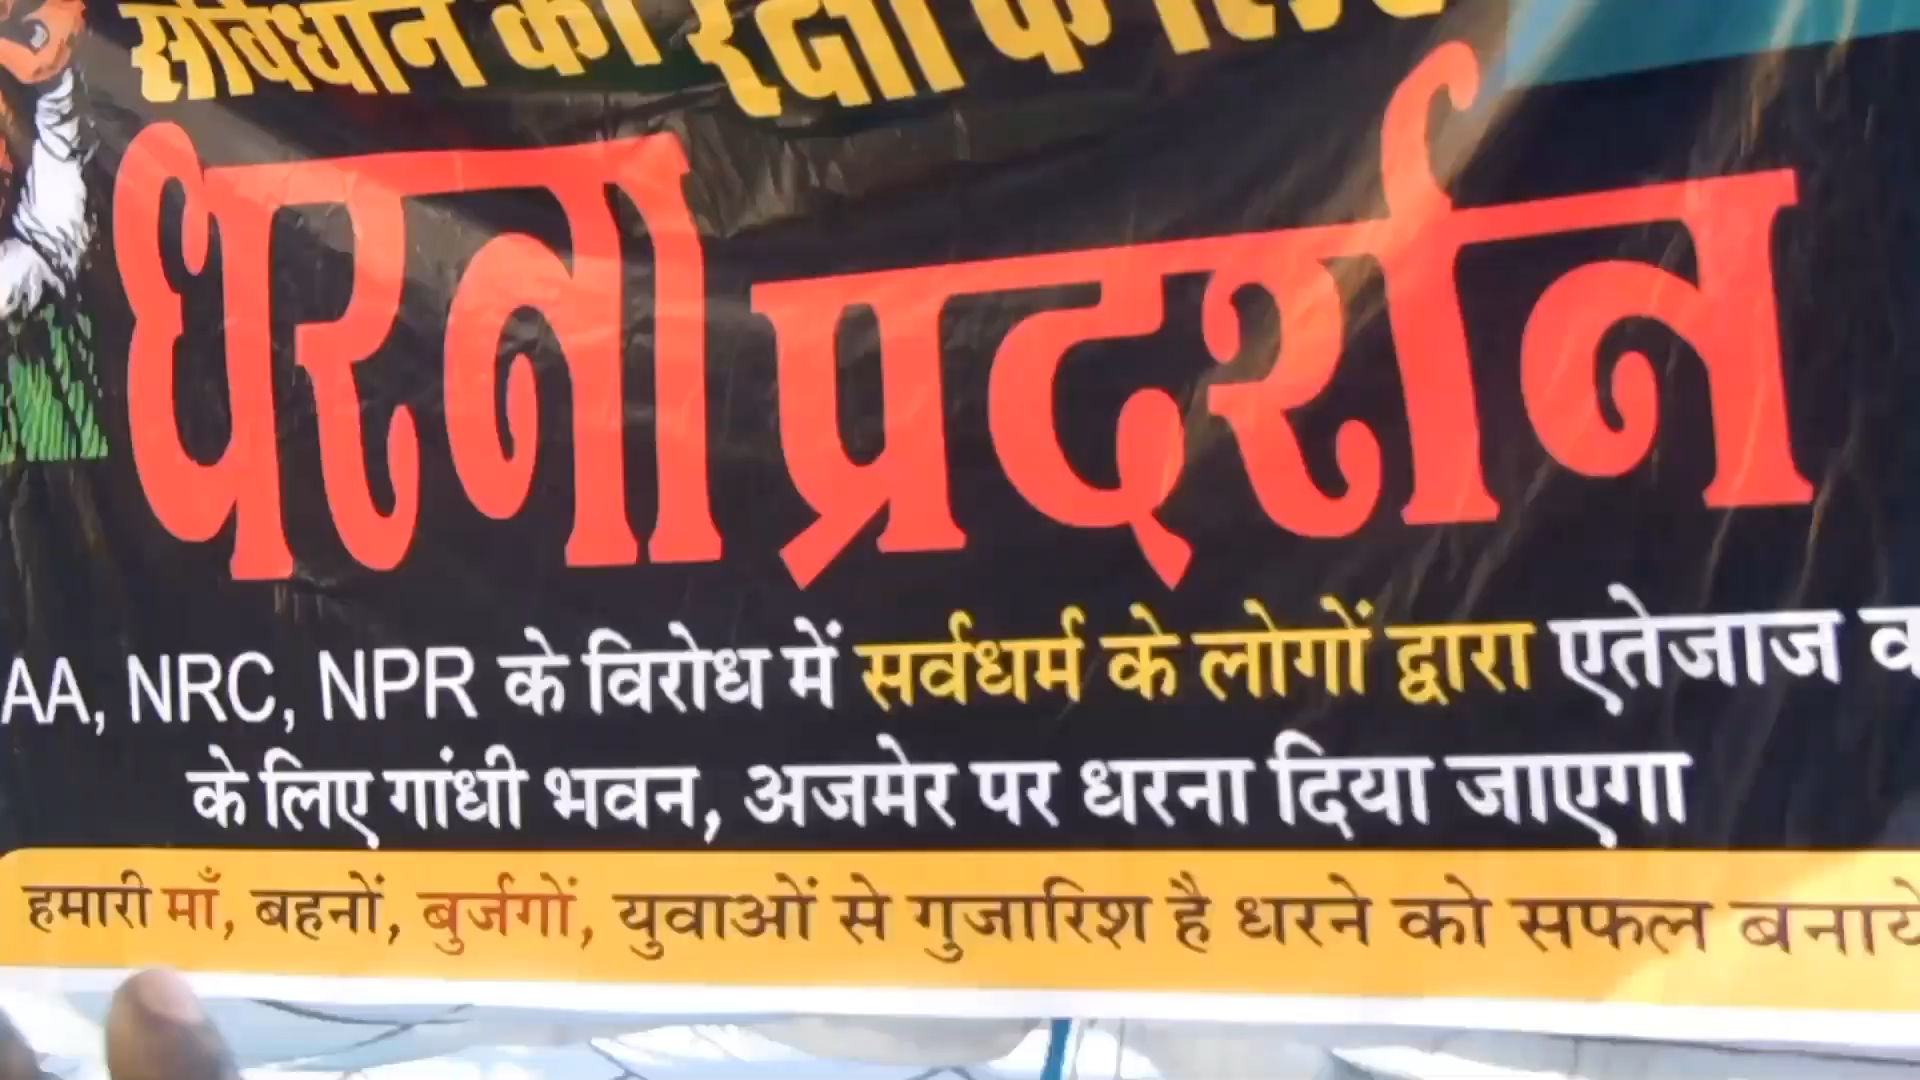 संविधान की रक्षा के लिए
धरना प्रदर्शन
AA, NRC, NPR के विरोध में सर्वधर्म के लोगों द्वारा एतेजाज
के लिए गांधी भवन, अजमेर पर धरना दिया जाएगा
हमारी माँ, बहनों, बुर्जगों, युवाओं से गुजारिश है धरने को सफल बनाये